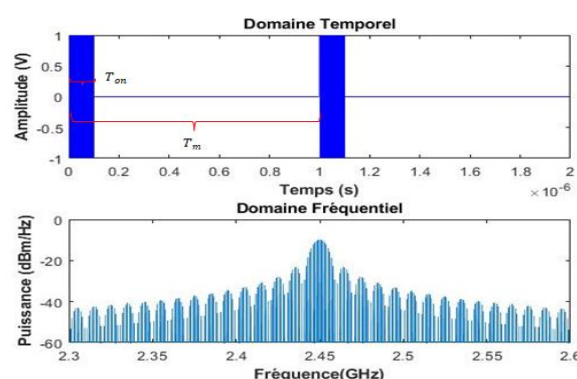 Domaine Temporel
Amplitude (V)
1
0.5
0
-0.5
-1
T_on
T_m
0 0.2 0.4 0.6 0.8 1 1.2 1.4 1.6 1.8 2
Temps (s)
× 10^-6
Domaine Fréquentiel
Puissance (dBm/Hz)
0
-20
-40
-60
2.3 2.35 2.4 2.45 2.5 2.55 2.6
Fréquence(GHz)